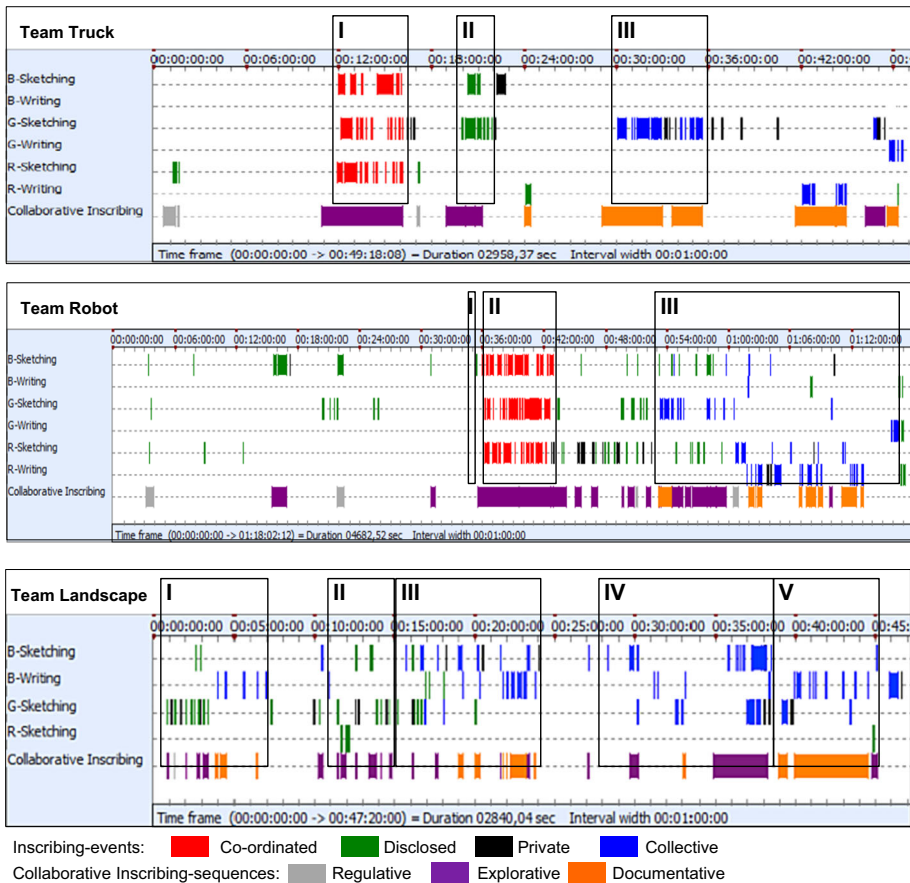 Team Truck
I
II
III
00:00:00:00 00:06:00:00 00:12:00:00 00:18:00:00 00:24:00:00 00:30:00:00 00:36:00:00 00:42:00:00 00:
B-Sketching
B-Writing
G-Sketching
G-Writing
R-Sketching
R-Writing
Collaborative Inscribing
Time frame (00:00:00:00 -> 00:49:18:08) = Duration 02958,37 sec Interval width 00:01:00:00
Team Robot
I
II
III
00:00:00:00 00:06:00:00 00:12:00:00 00:18:00:00 00:24:00:00 00:30:00:00 00:36:00:00 00:42:00:00 00:48:00:00 00:54:00:00 01:00:00:00 01:06:00:00 01:12:00:00
B-Sketching
B-Writing
G-Sketching
G-Writing
R-Sketching
R-Writing
Collaborative Inscribing
Time frame (00:00:00:00 -> 01:18:02:12) = Duration 04682,52 sec Interval width 00:01:00:00
Team Landscape
I
II
III
IV
V
00:00:00:00 00:05:00:00 00:10:00:00 00:15:00:00 00:20:00:00 00:25:00:00 00:30:00:00 00:35:00:00 00:40:00:00 00:45:
B-Sketching
B-Writing
G-Sketching
R-Sketching
Collaborative Inscribing
Time frame (00:00:00:00 -> 00:47:20:00) = Duration 02840,04 sec Interval width 00:01:00:00
Inscribing-events: Co-ordinated Disclosed Private Collective
Collaborative Inscribing-sequences: Regulative Explorative Documentative